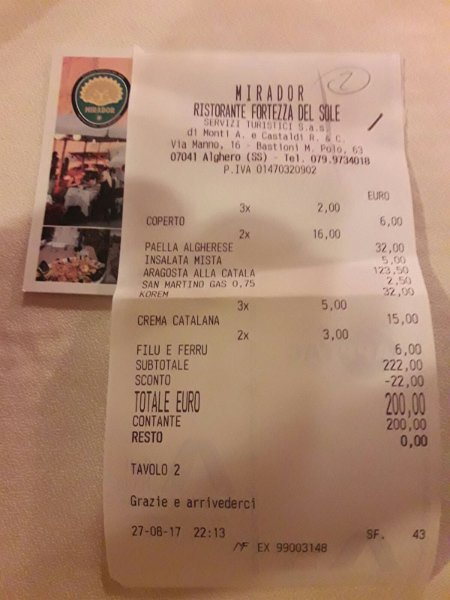 MIRADOR
2
MIRADOR
RISTORANTE FORTEZZA DEL SOLE
SERVIZI TURISTICI S.a.s.
di Monti A. e Castaldi R. & C.
Via Manno, 16 - Bastioni M. Polo, 63
07041 Alghero (SS) - Tel. 079.9734018
P.IVA 01470320902
EURO
3x 2,00
COPERTO 6,00
2x 16,00
PAELLA ALGHERESE 32,00
INSALATA MISTA 5,00
ARAGOSTA ALLA CATALA 123,50
SAN MARTINO GAS 0,75 2,50
KOREM 32,00
3x 5,00
CREMA CATALANA 15,00
2x 3,00
FILU E FERRU 6,00
SUBTOTALE 222,00
SCONTO -22,00
TOTALE EURO 200,00
CONTANTE 200,00
RESTO 0,00
TAVOLO 2
Grazie e arrivederci
27-08-17 22:13 SF. 43
MF EX 99003148